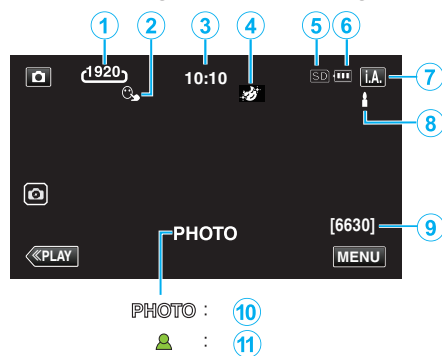 1 2 3 4 5 6
1920 10:10 SD i.A. 7
8
PHOTO [6630] 9
≪PLAY MENU
PHOTO : 10
: 11